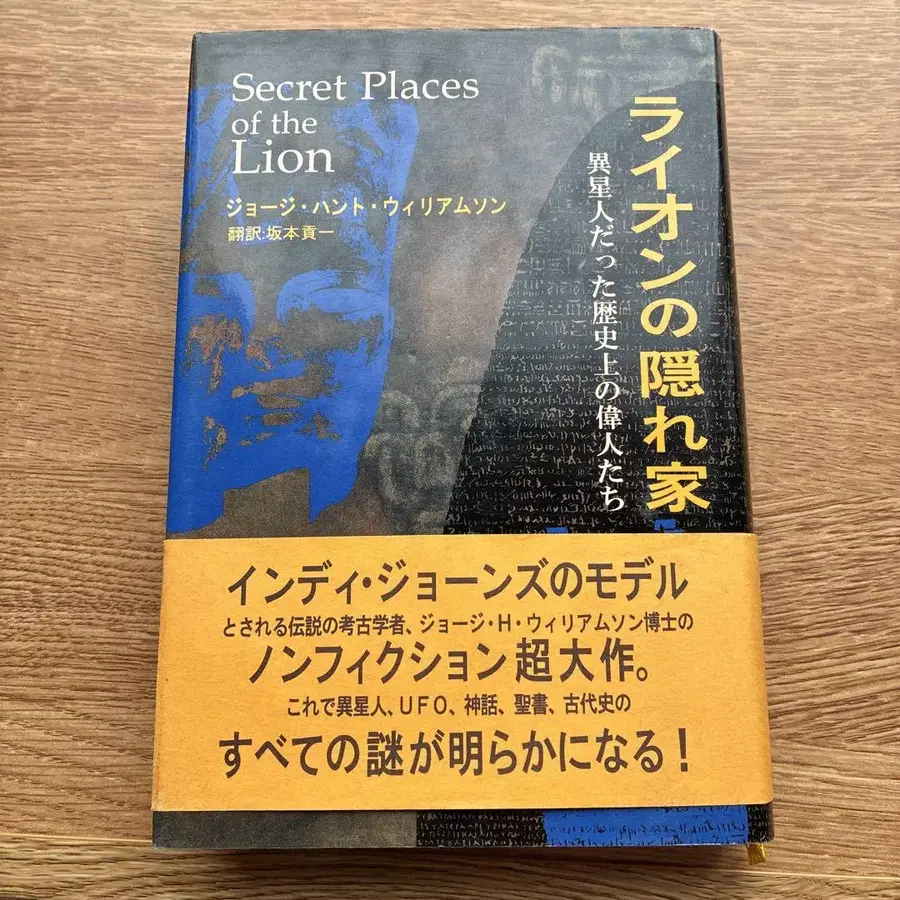 Secret Places
of the
Lion
ジョージ・ハント・ウィリアムソン
翻訳:坂本貢一
ライオンの隠れ家
異星人だった歴史上の偉人たち
インディ・ジョーンズのモデル
とされる伝説の考古学者、ジョージ・H・ウィリアムソン博士の
ノンフィクション超大作。
これで異星人、UFO、神話、聖書、古代史の
すべての謎が明らかになる!